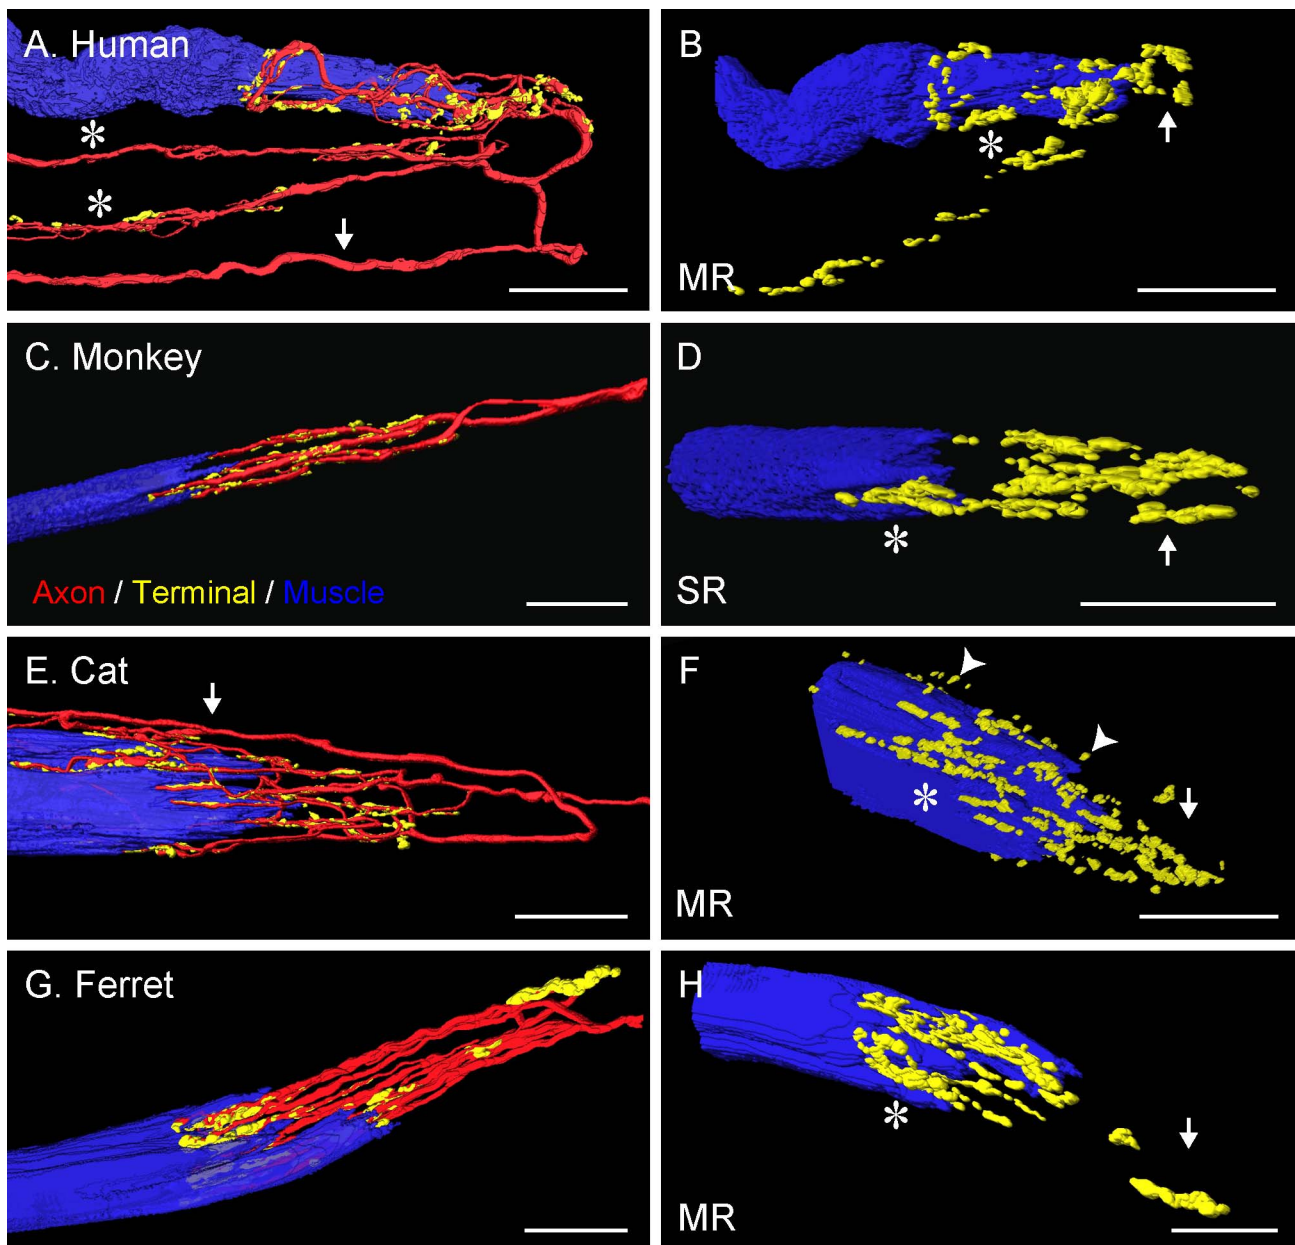 A. Human
B
MR
C. Monkey
Axon / Terminal / Muscle
D
SR
E. Cat
F
MR
G. Ferret
H
MR